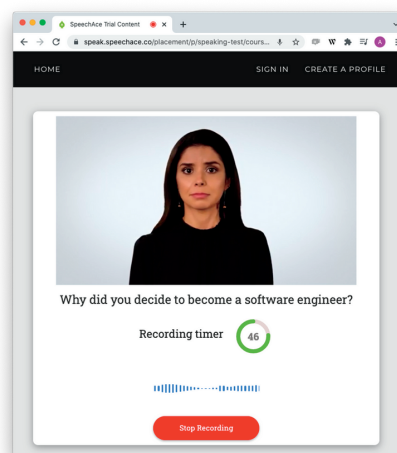 SpeechAce Trial Content
speak.speechace.co/placement/p/speaking-test/cours...
HOME SIGN IN CREATE A PROFILE
Why did you decide to become a software engineer?
Recording timer 46
Stop Recording